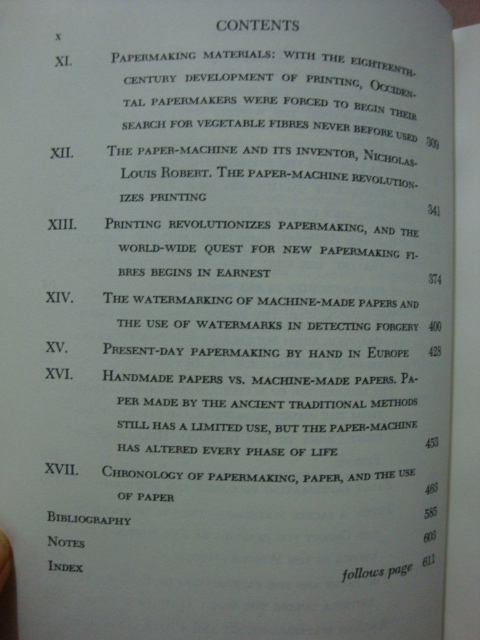 x
CONTENTS
XI. Papermaking materials: with the eighteenth-
century development of printing, Occiden-
tal papermakers were forced to begin their
search for vegetable fibres never before used 309
XII. The paper-machine and its inventor, Nicholas-
Louis Robert. The paper-machine revolution-
izes printing 341
XIII. Printing revolutionizes papermaking, and the
world-wide quest for new papermaking fi-
bres begins in earnest 374
XIV. The watermarking of machine-made papers and
the use of watermarks in detecting forgery 400
XV. Present-day papermaking by hand in Europe 428
XVI. Handmade papers vs. machine-made papers. Pa-
per made by the ancient traditional methods
still has a limited use, but the paper-machine
has altered every phase of life 453
XVII. Chronology of papermaking, paper, and the use
of paper 463
Bibliography 585
Notes 603
Index follows page 611